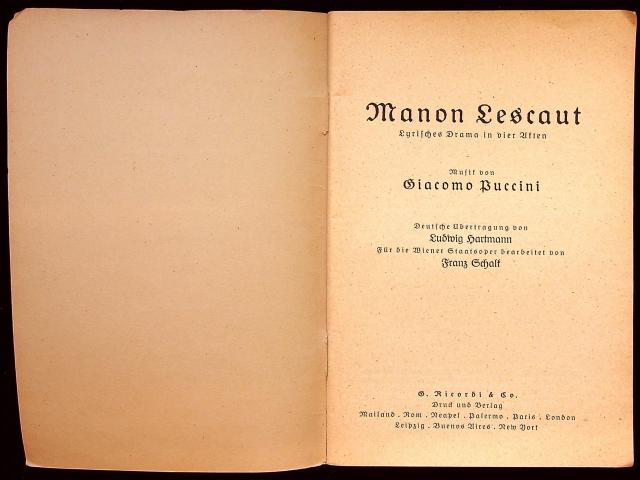 Manon Lescaut
Lyrisches Drama in vier Akten
Musik von
Giacomo Puccini
Deutsche Übertragung von
Ludwig Hartmann
Für die Wiener Staatsoper bearbeitet von
Franz Schalk
G. Ricordi & Co.
Druck und Verlag
Mailand . Rom . Neapel . Palermo . Paris . London
Leipzig . Buenos Aires . New York